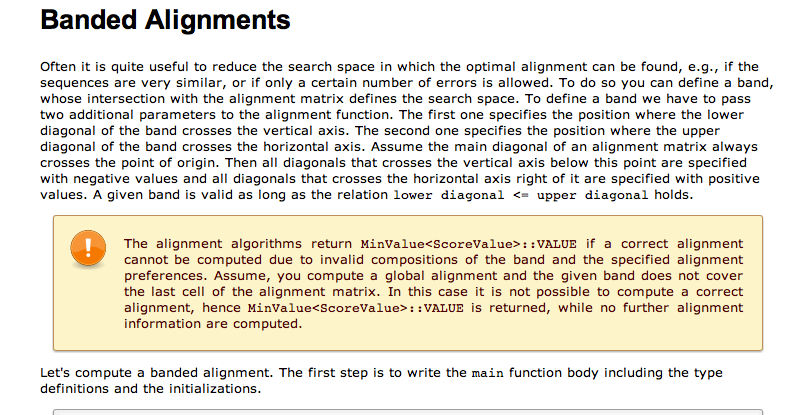 Banded Alignments
Often it is quite useful to reduce the search space in which the optimal alignment can be found, e.g., if the
sequences are very similar, or if only a certain number of errors is allowed. To do so you can define a band,
whose intersection with the alignment matrix defines the search space. To define a band we have to pass
two additional parameters to the alignment function. The first one specifies the position where the lower
diagonal of the band crosses the vertical axis. The second one specifies the position where the upper
diagonal of the band crosses the horizontal axis. Assume the main diagonal of an alignment matrix always
crosses the point of origin. Then all diagonals that crosses the vertical axis below this point are specified
with negative values and all diagonals that crosses the horizontal axis right of it are specified with positive
values. A given band is valid as long as the relation lower diagonal <= upper diagonal holds.
The alignment algorithms return MinValue<ScoreValue>::VALUE if a correct alignment
cannot be computed due to invalid compositions of the band and the specified alignment
preferences. Assume, you compute a global alignment and the given band does not cover
the last cell of the alignment matrix. In this case it is not possible to compute a correct
alignment, hence MinValue<ScoreValue>::VALUE is returned, while no further alignment
information are computed.
Let's compute a banded alignment. The first step is to write the main function body including the type
definitions and the initializations.